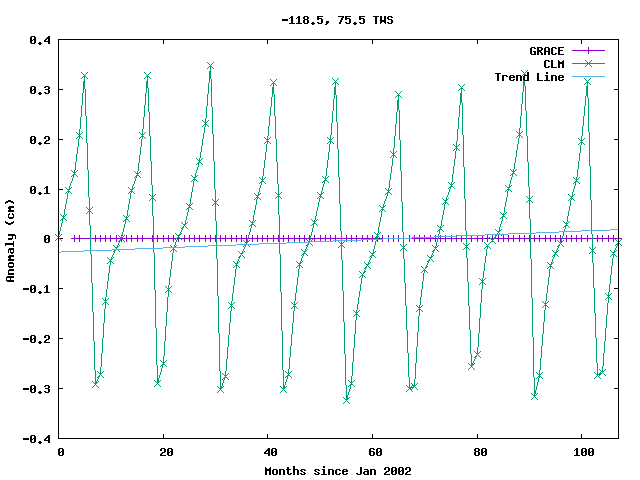 -118.5, 75.5 TWS
GRACE
CLM
Trend Line
0.4
0.3
0.2
0.1
0
-0.1
-0.2
-0.3
-0.4
Anomaly (cm)
0 20 40 60 80 100
Months since Jan 2002